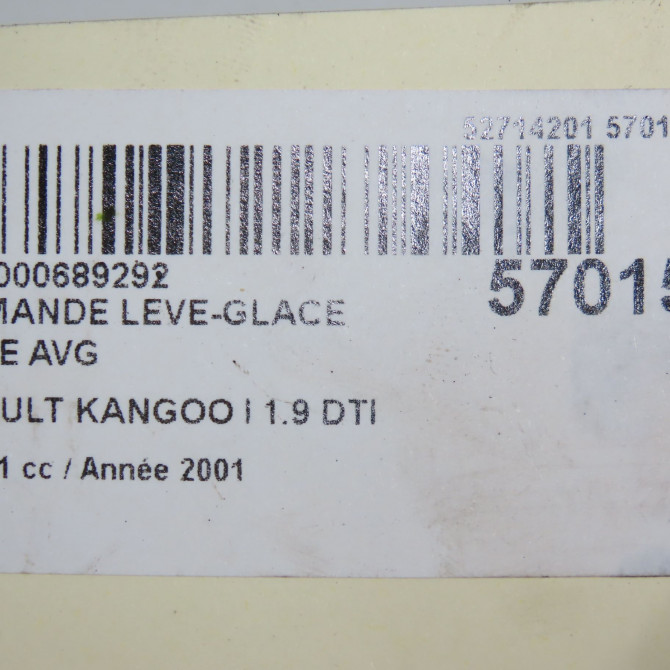 52714201 5701
000689292
57015
MANDE LEVE-GLACE
E AVG
ULT KANGOO I 1.9 DTI
1 cc / Année 2001